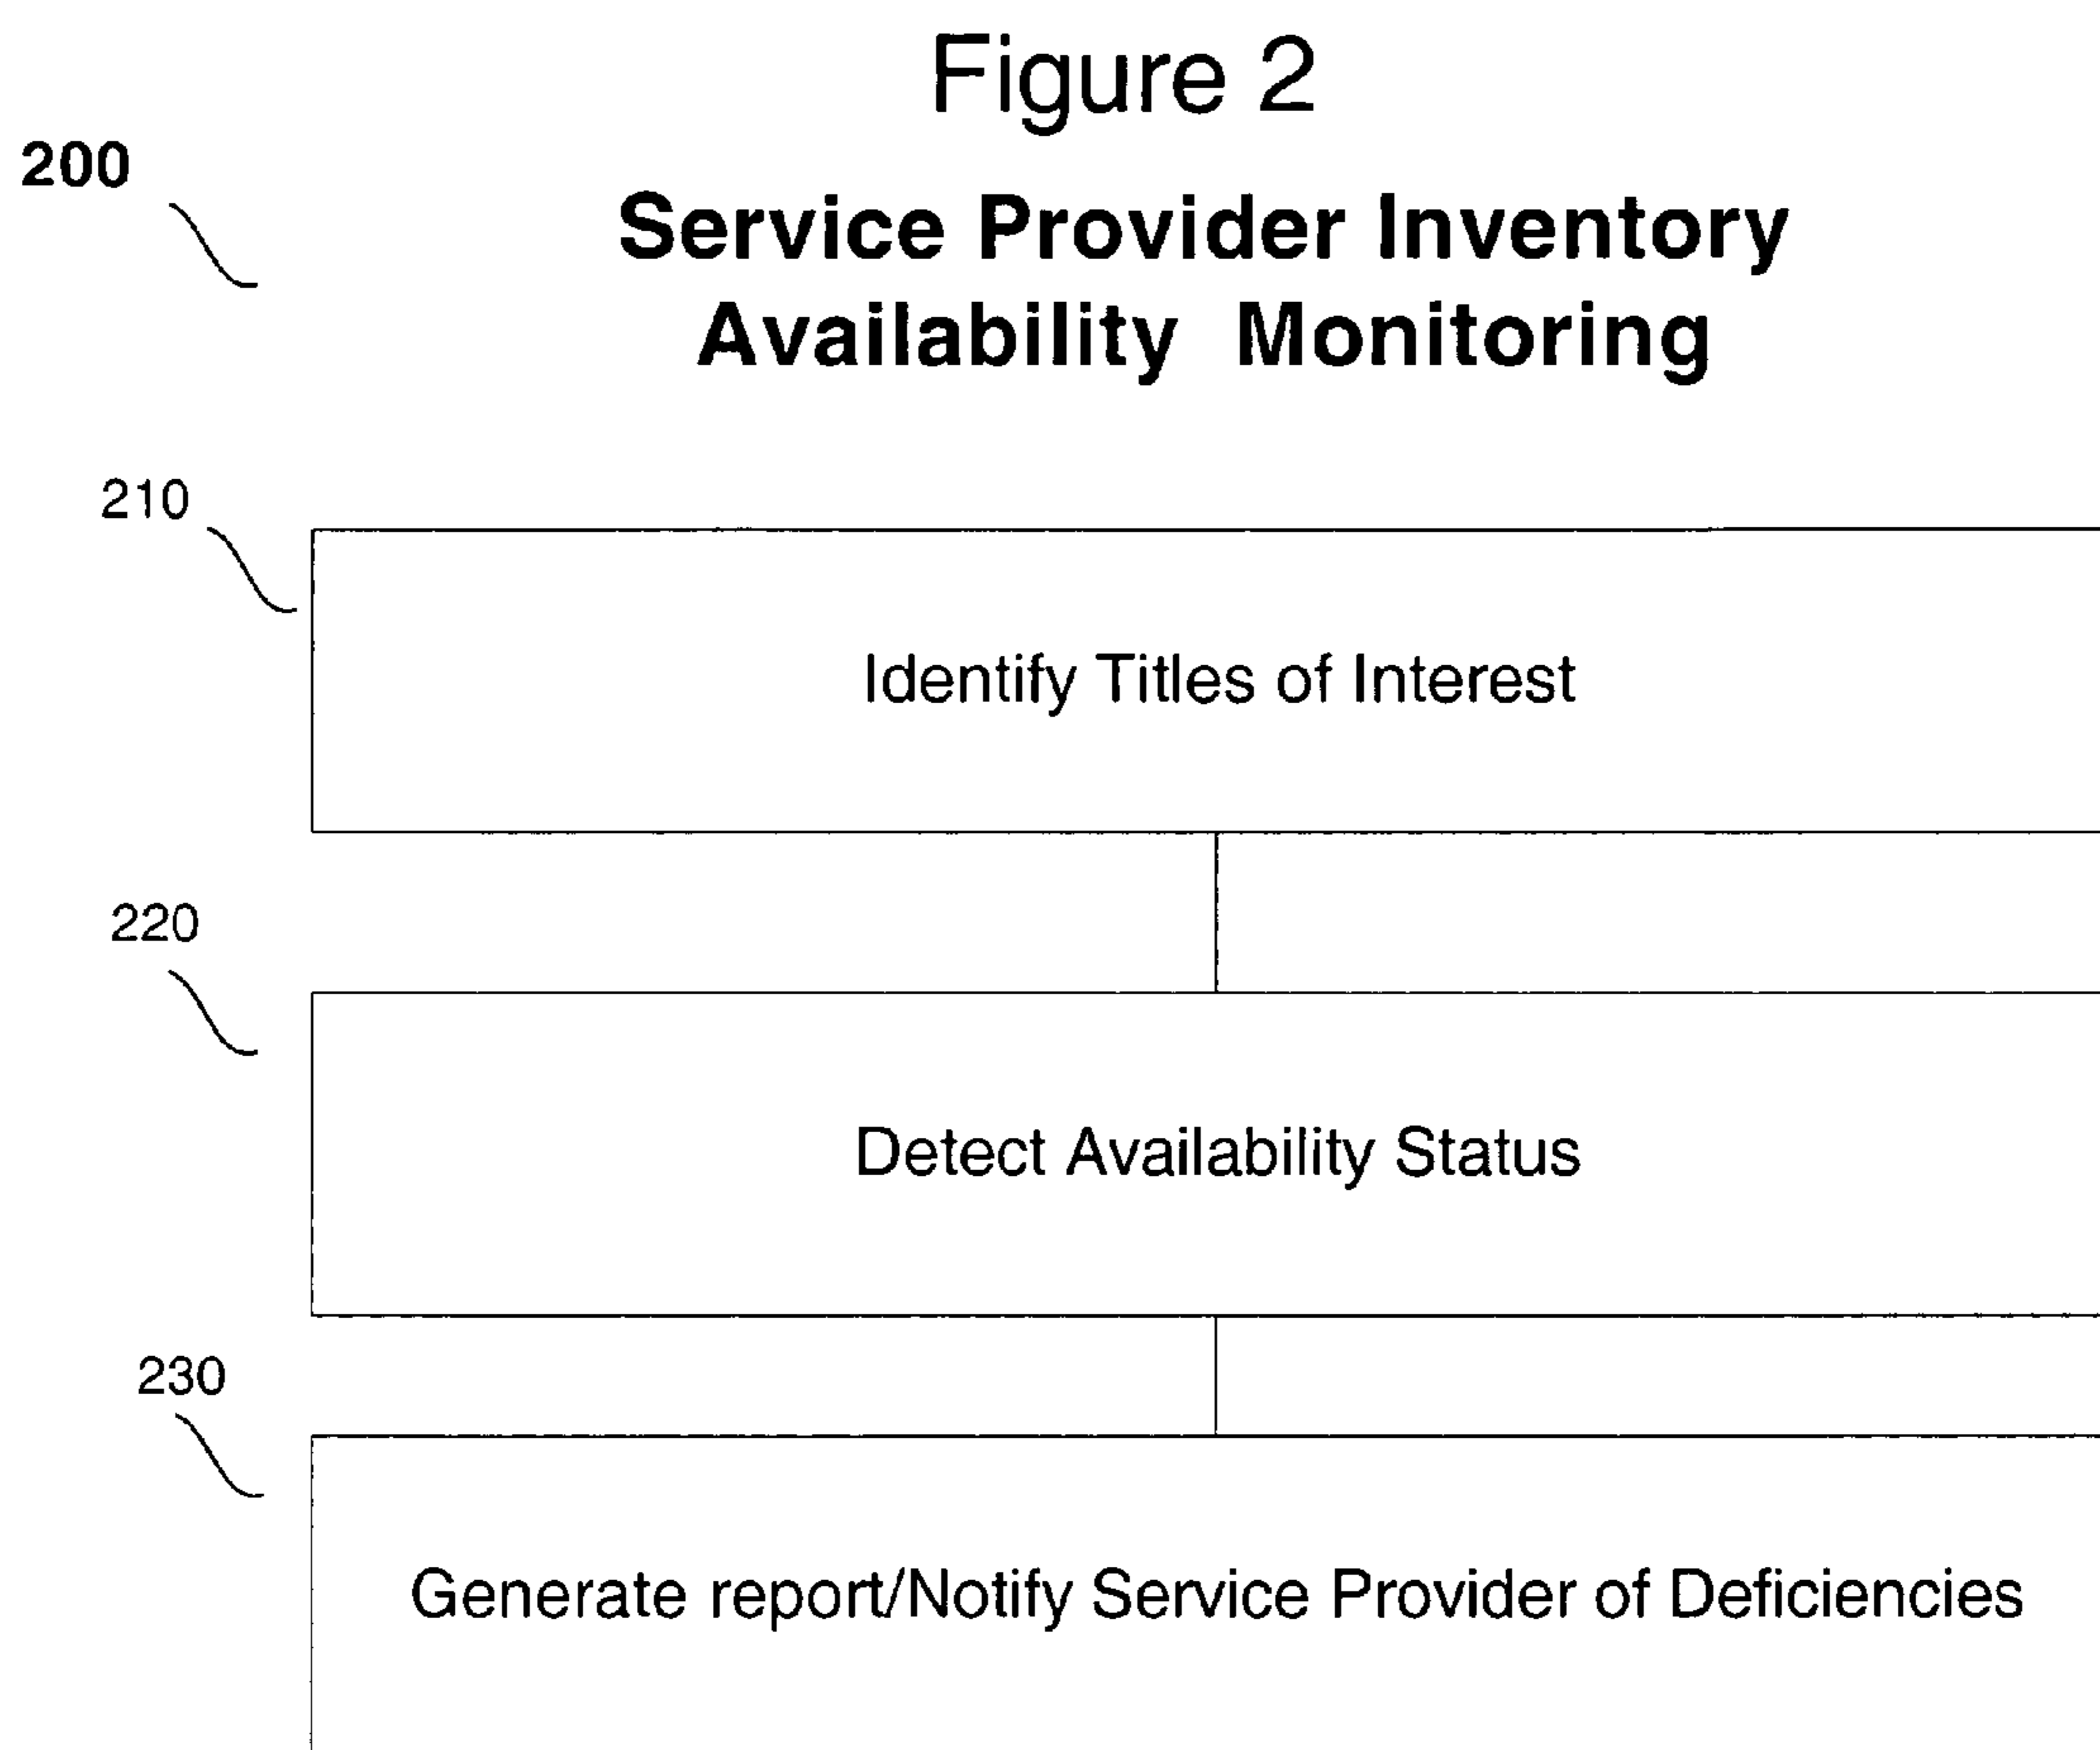 Figure 2
200
Service Provider Inventory
Availability Monitoring
210
Identify Titles of Interest
220
Detect Availability Status
230
Generate report/Notify Service Provider of Deficiencies